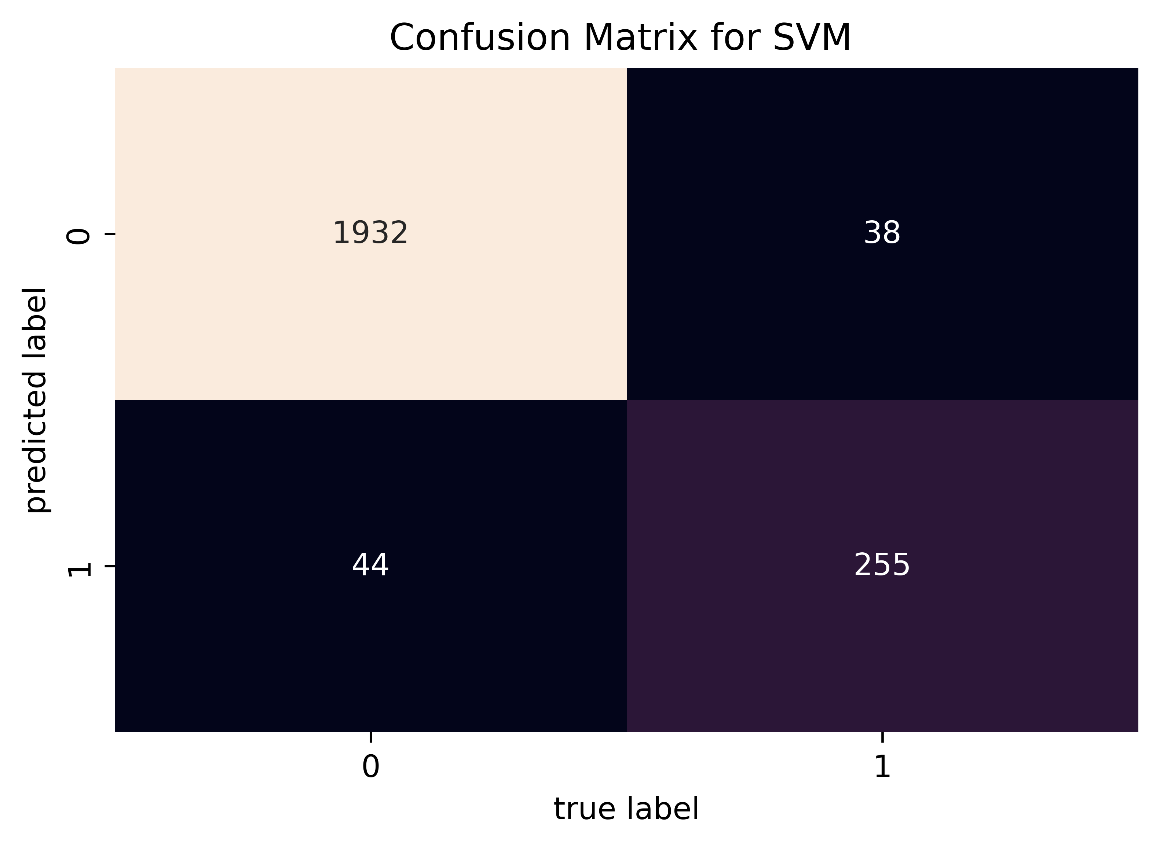 Confusion Matrix for SVM
predicted label
0
1932
38
1
44
255
0
1
true label